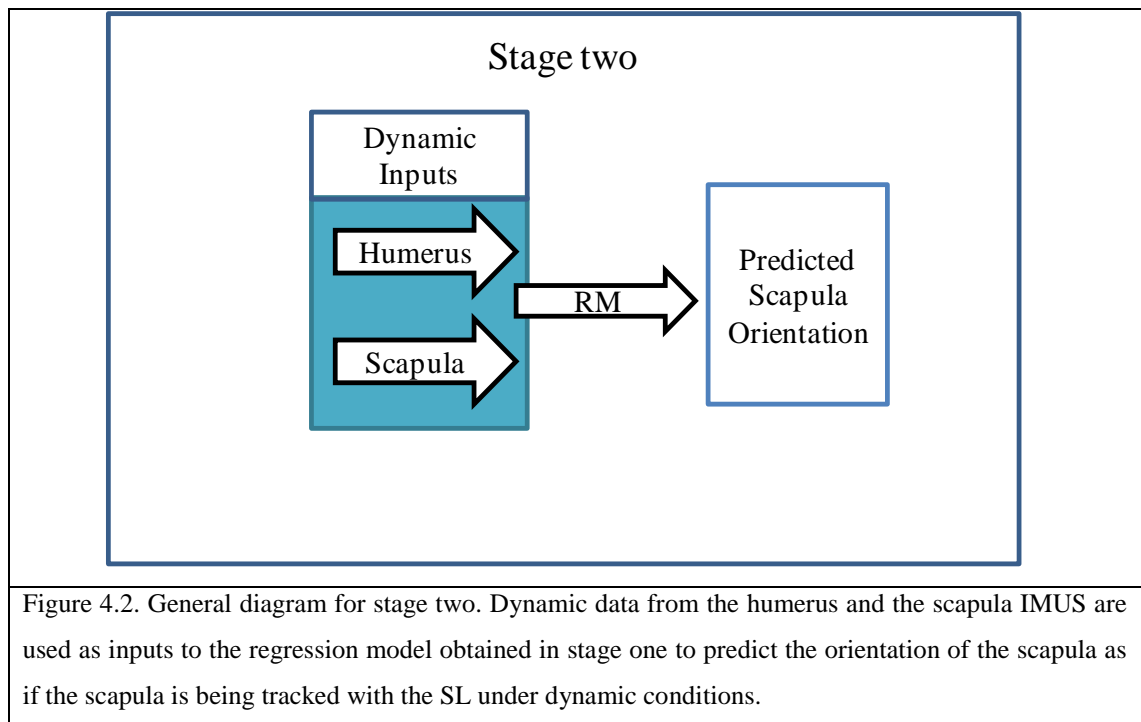 Stage two
Dynamic
Inputs
Humerus
Scapula
RM
Predicted
Scapula
Orientation
Figure 4.2. General diagram for stage two. Dynamic data from the humerus and the scapula IMUS are
used as inputs to the regression model obtained in stage one to predict the orientation of the scapula as
if the scapula is being tracked with the SL under dynamic conditions.